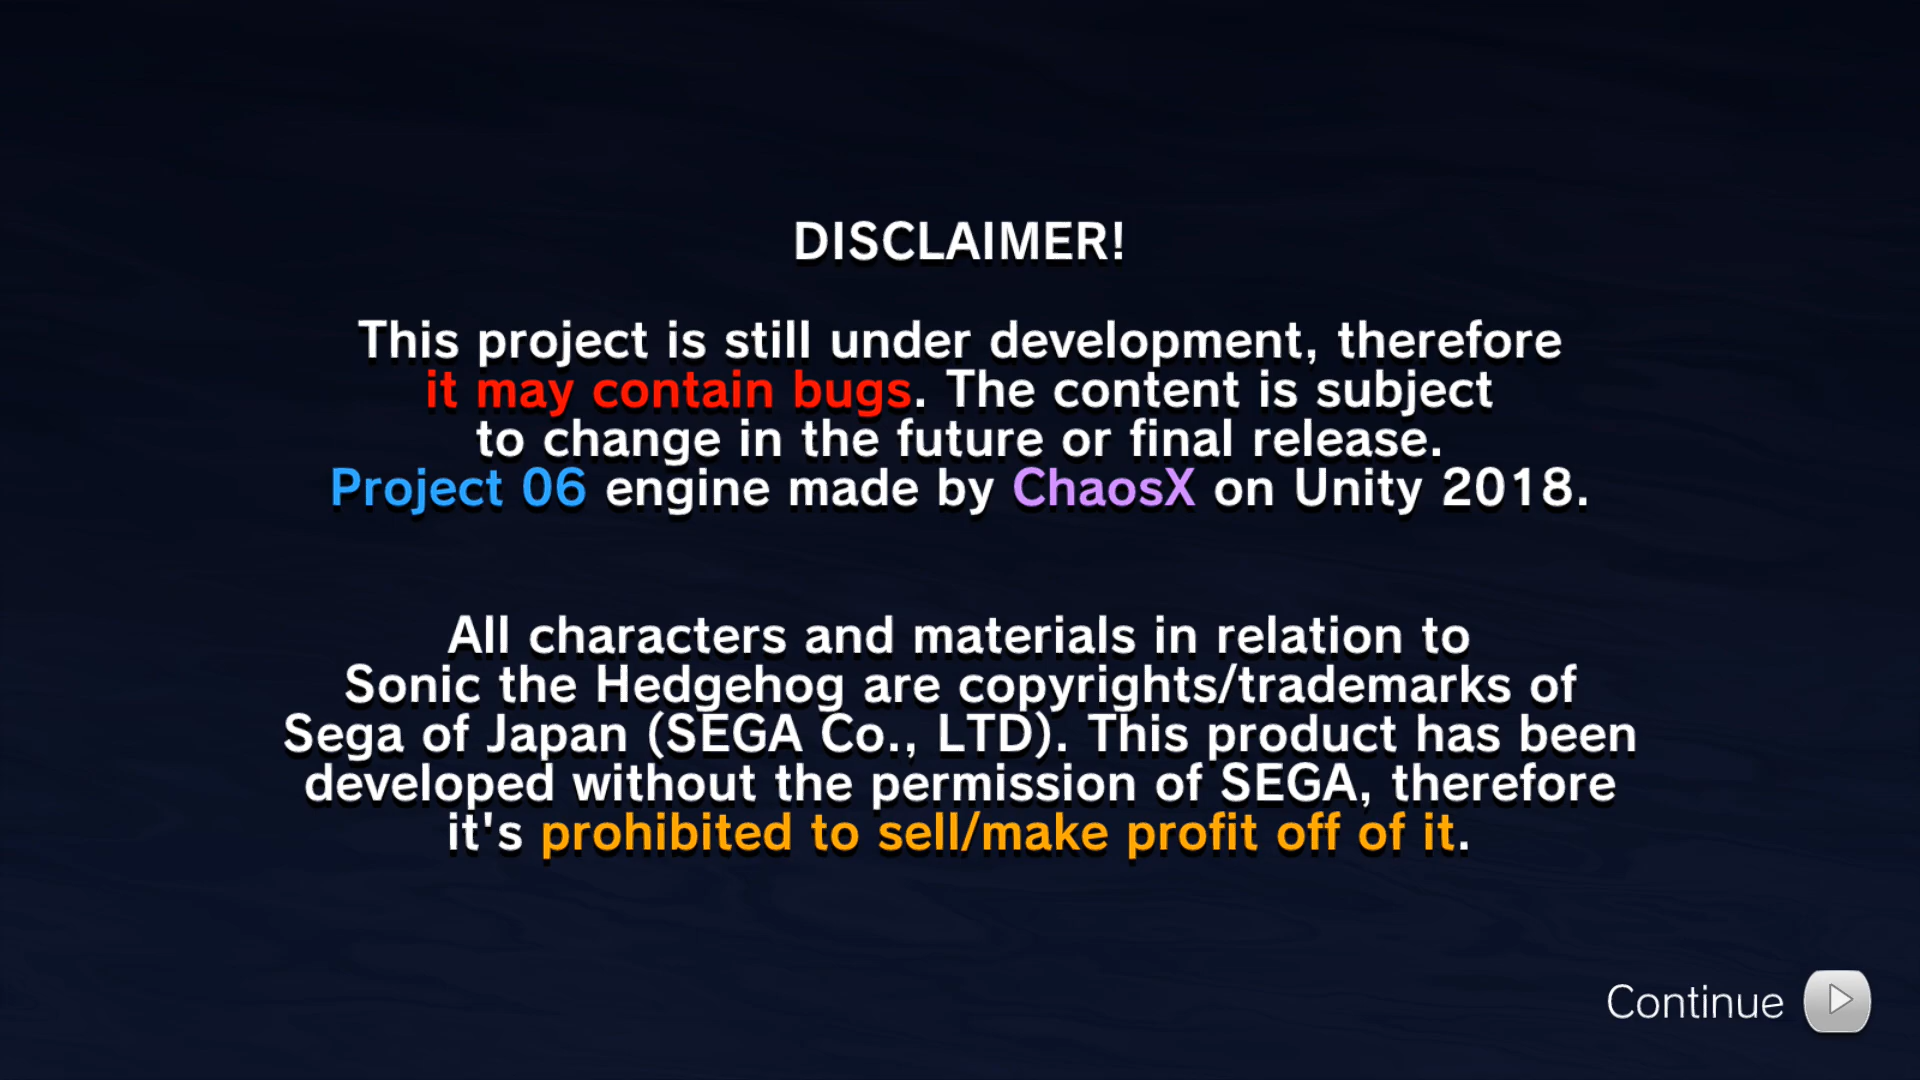 DISCLAIMER!
This project is still under development, therefore
it may contain bugs. The content is subject
to change in the future or final release.
Project 06 engine made by ChaosX on Unity 2018.
All characters and materials in relation to
Sonic the Hedgehog are copyrights/trademarks of
Sega of Japan (SEGA Co., LTD). This product has been
developed without the permission of SEGA, therefore
it's prohibited to sell/make profit off of it.
Continue